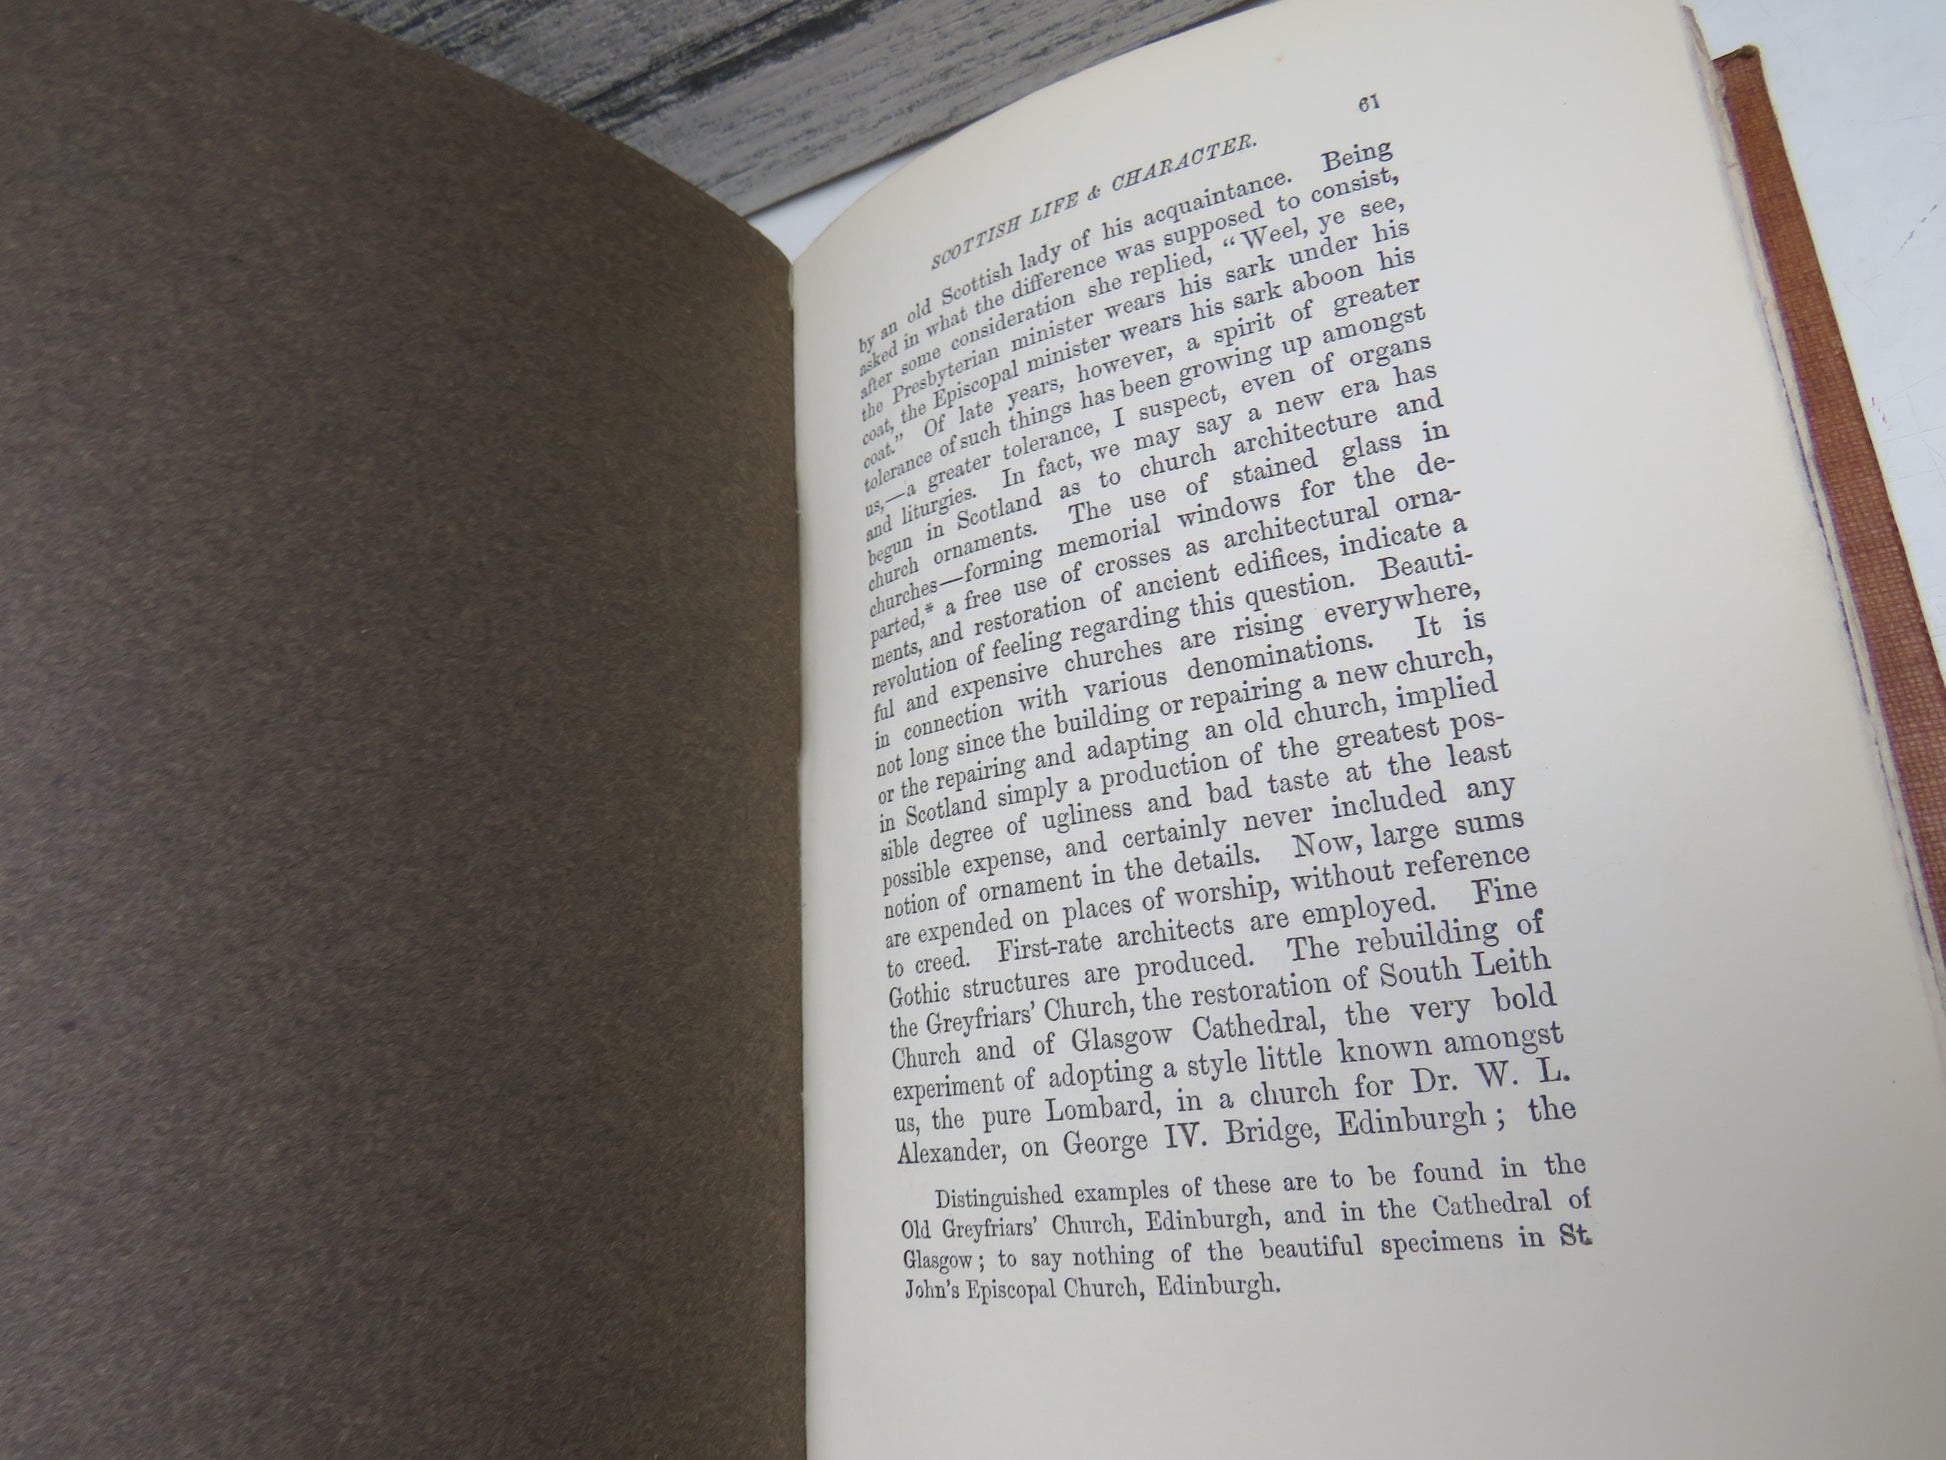 61
SCOTTISH LIFE & CHARACTER.
by an old Scottish lady of his acquaintance. Being
asked in what the difference was supposed to consist,
after some consideration she replied, “Weel, ye see,
the Presbyterian minister wears his sark under his
coat, the Episcopal minister wears his sark aboon his
coat.” Of late years, however, a spirit of greater
tolerance of such things has been growing up amongst
us,—a greater tolerance, I suspect, even of organs
and liturgies. In fact, we may say a new era has
begun in Scotland as to church architecture and
church ornaments. The use of stained glass in
churches—forming memorial windows for the de-
parted,* a free use of crosses as architectural orna-
ments, and restoration of ancient edifices, indicate a
revolution of feeling regarding this question. Beauti-
ful and expensive churches are rising everywhere,
in connection with various denominations. It is
not long since the building or repairing a new church,
or the repairing and adapting an old church, implied
in Scotland simply a production of the greatest pos-
sible degree of ugliness and bad taste at the least
possible expense, and certainly never included any
notion of ornament in the details. Now, large sums
are expended on places of worship, without reference
to creed. First-rate architects are employed. Fine
Gothic structures are produced. The rebuilding of
the Greyfriars’ Church, the restoration of South Leith
Church and of Glasgow Cathedral, the very bold
experiment of adopting a style little known amongst
us, the pure Lombard, in a church for Dr. W. L.
Alexander, on George IV. Bridge, Edinburgh; the
Distinguished examples of these are to be found in the
Old Greyfriars’ Church, Edinburgh, and in the Cathedral of
Glasgow; to say nothing of the beautiful specimens in St.
John’s Episcopal Church, Edinburgh.